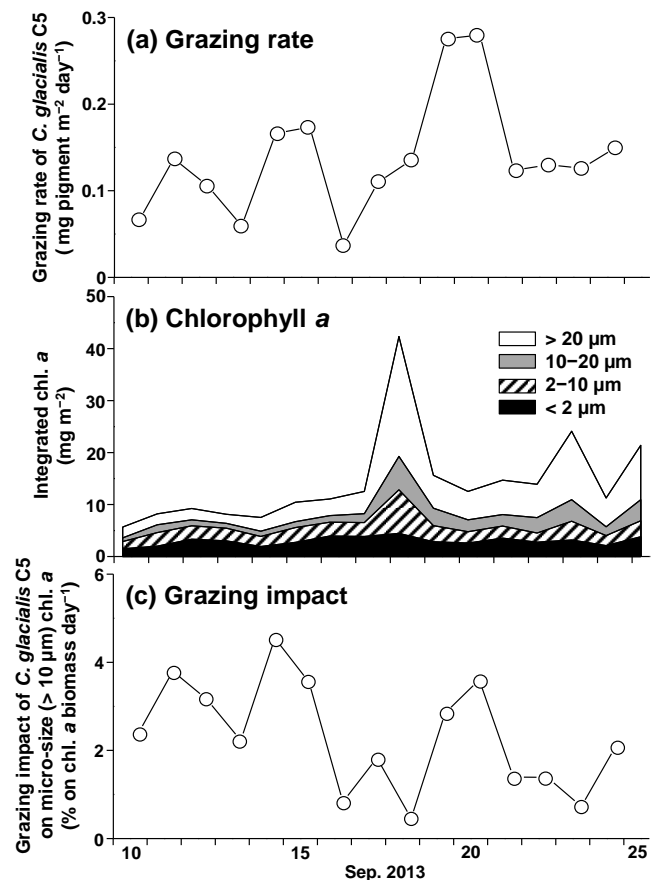 (a) Grazing rate
Grazing rate of C. glacialis C5
(mg pigment m⁻² day⁻¹)
0.3
0.2
0.1
0
(b) Chlorophyll a
Integrated chl. a
(mg m⁻²)
50
40
30
20
10
0
> 20 µm
10−20 µm
2−10 µm
< 2 µm
(c) Grazing impact
Grazing impact of C. glacialis C5
on micro-size (> 10 µm) chl. a
(% on chl. a biomass day⁻¹)
6
4
2
0
10 15 20 25
Sep. 2013